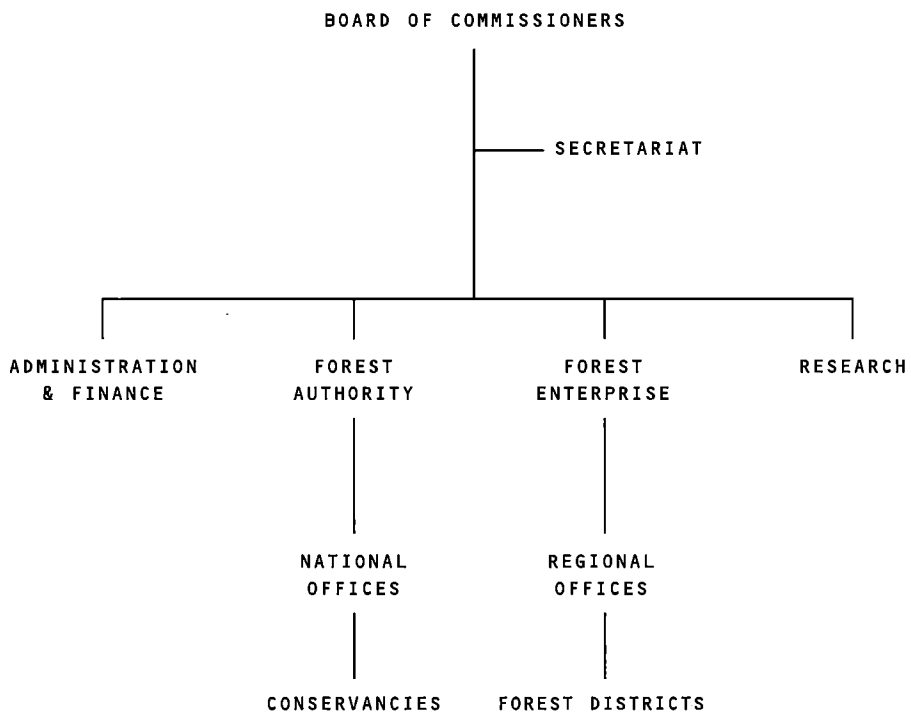 BOARD OF COMMISSIONERS
SECRETARIAT
ADMINISTRATION
& FINANCE
FOREST
AUTHORITY
FOREST
ENTERPRISE
RESEARCH
NATIONAL
OFFICES
REGIONAL
OFFICES
CONSERVANCIES
FOREST DISTRICTS